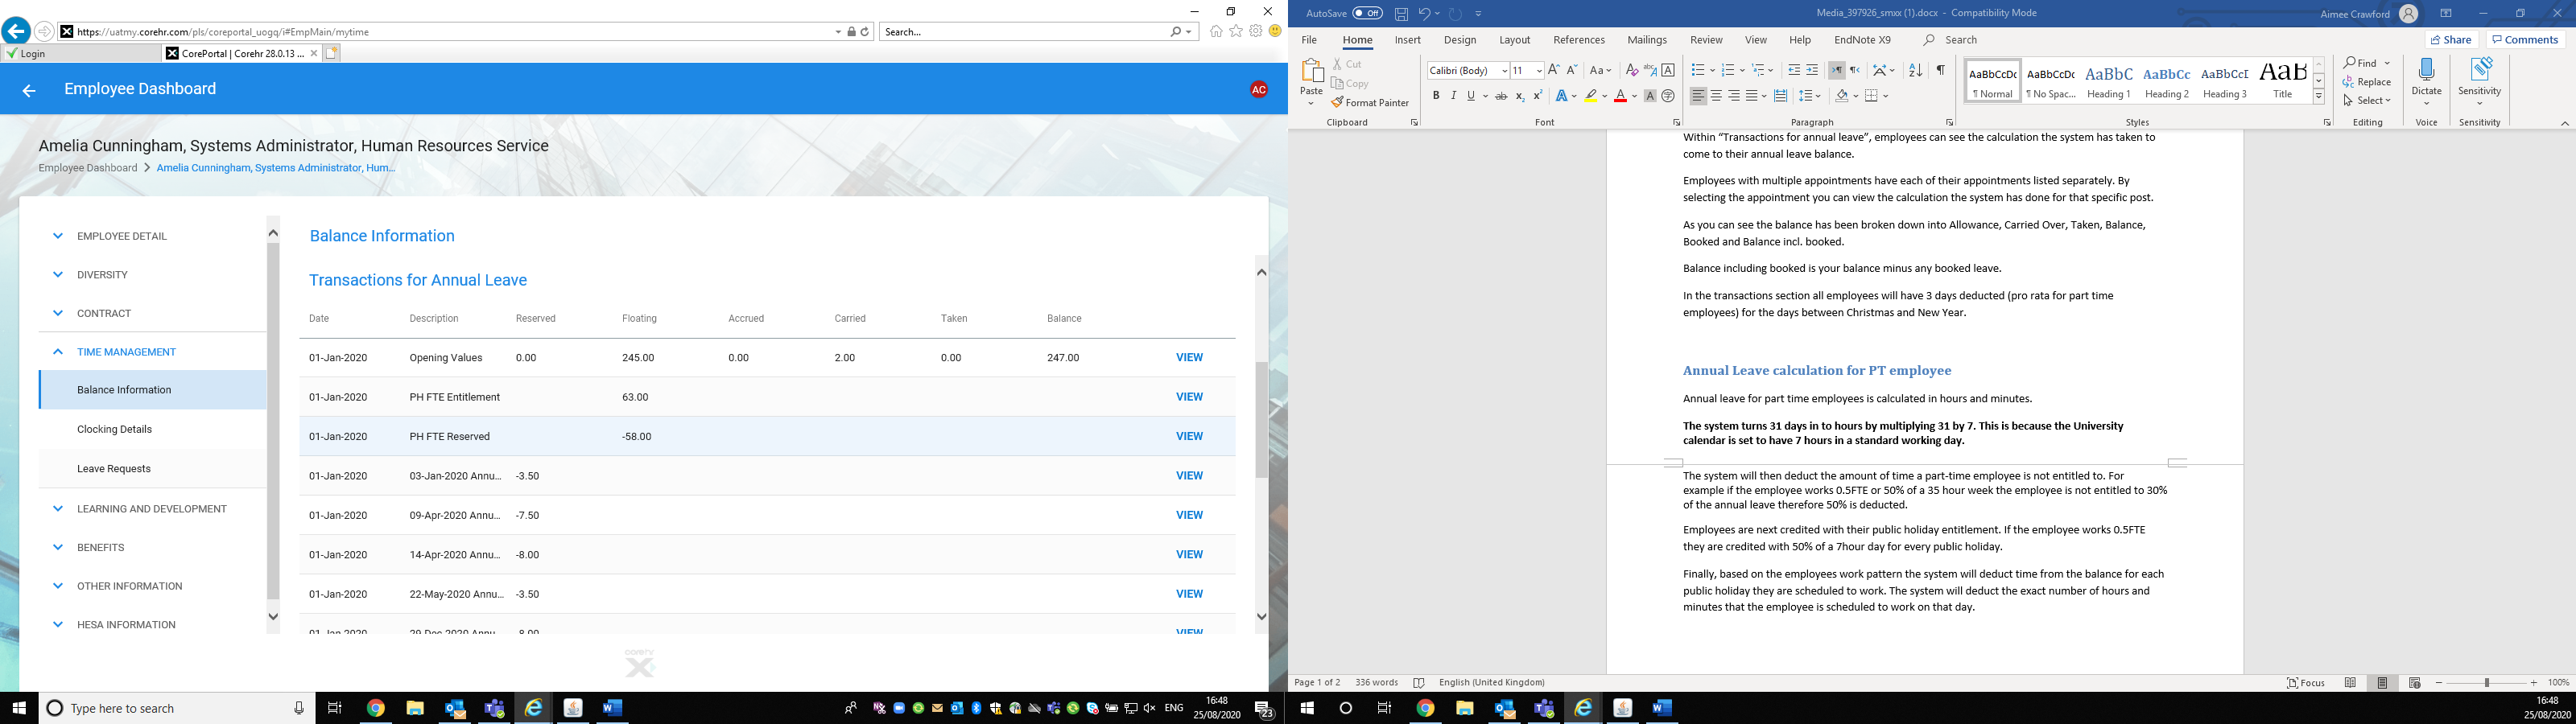 https://uatmy.corehr.com/pls/coreportal_uogq/i#EmpMain/mytime
Search...
Login
CorePortal | Corehr 28.0.13 ...
Employee Dashboard
AC
Amelia Cunningham, Systems Administrator, Human Resources Service
Employee Dashboard > Amelia Cunningham, Systems Administrator, Hum...
EMPLOYEE DETAIL
DIVERSITY
CONTRACT
TIME MANAGEMENT
Balance Information
Clocking Details
Leave Requests
LEARNING AND DEVELOPMENT
BENEFITS
OTHER INFORMATION
HESA INFORMATION
Balance Information
Transactions for Annual Leave
Date Description Reserved Floating Accrued Carried Taken Balance
01-Jan-2020 Opening Values 0.00 245.00 0.00 2.00 0.00 247.00 VIEW
01-Jan-2020 PH FTE Entitlement 63.00 VIEW
01-Jan-2020 PH FTE Reserved -58.00 VIEW
01-Jan-2020 03-Jan-2020 Annu... -3.50 VIEW
01-Jan-2020 09-Apr-2020 Annu... -7.50 VIEW
01-Jan-2020 14-Apr-2020 Annu... -8.00 VIEW
01-Jan-2020 22-May-2020 Annu... -3.50 VIEW
01-Jan-2020 29-Dec-2020 Annu... -8.00 VIEW
Type here to search
ENG
16:48
25/08/2020
23
AutoSave Off
Media_397926_smxx (1).docx - Compatibility Mode
Aimee Crawford
File Home Insert Design Layout References Mailings Review View Help EndNote X9 Search
Share Comments
Paste
Cut
Copy
Format Painter
Clipboard
Calibri (Body) 11
Font
Paragraph
AaBbCcDc AaBbCcDc AaBbC AaBbCc AaBbCcI AaB
¶ Normal ¶ No Spac... Heading 1 Heading 2 Heading 3 Title
Styles
Find
Replace
Select
Editing
Dictate
Voice
Sensitivity
Sensitivity
Within “Transactions for annual leave”, employees can see the calculation the system has taken to
come to their annual leave balance.
Employees with multiple appointments have each of their appointments listed separately. By
selecting the appointment you can view the calculation the system has done for that specific post.
As you can see the balance has been broken down into Allowance, Carried Over, Taken, Balance,
Booked and Balance incl. booked.
Balance including booked is your balance minus any booked leave.
In the transactions section all employees will have 3 days deducted (pro rata for part time
employees) for the days between Christmas and New Year.
Annual Leave calculation for PT employee
Annual leave for part time employees is calculated in hours and minutes.
The system turns 31 days in to hours by multiplying 31 by 7. This is because the University
calendar is set to have 7 hours in a standard working day.
The system will then deduct the amount of time a part-time employee is not entitled to. For
example if the employee works 0.5FTE or 50% of a 35 hour week the employee is not entitled to 30%
of the annual leave therefore 50% is deducted.
Employees are next credited with their public holiday entitlement. If the employee works 0.5FTE
they are credited with 50% of a 7hour day for every public holiday.
Finally, based on the employees work pattern the system will deduct time from the balance for each
public holiday they are scheduled to work. The system will deduct the exact number of hours and
minutes that the employee is scheduled to work on that day.
Page 1 of 2 336 words English (United Kingdom)
Focus
100%
16:48
25/08/2020